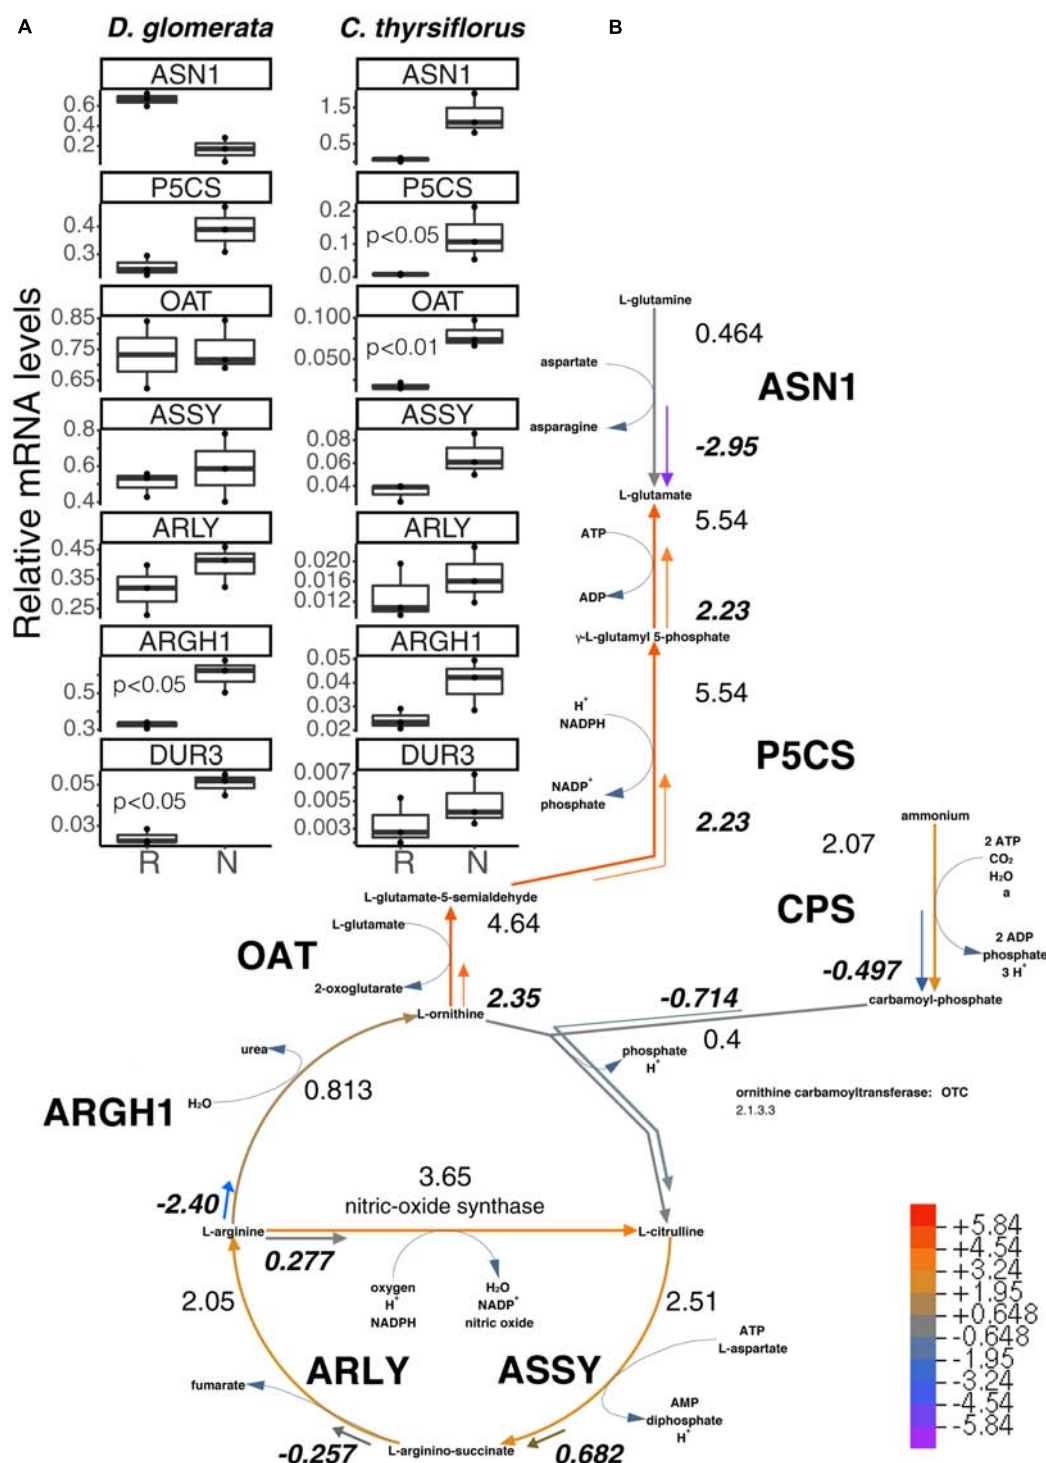 A
D. glomerata
C. thyrsiflorus
B
Relative mRNA levels
ASN1
0.6
0.4
0.2
ASN1
1.5
0.5
P5CS
0.4
0.3
P5CS
0.2
0.1
0.0
p<0.05
OAT
0.85
0.75
0.65
OAT
0.100
0.050
p<0.01
ASSY
0.8
0.6
0.4
ASSY
0.08
0.06
0.04
ARLY
0.45
0.35
0.25
ARLY
0.020
0.016
0.012
ARGH1
0.5
0.3
p<0.05
ARGH1
0.05
0.04
0.03
0.02
DUR3
0.05
0.03
p<0.05
DUR3
0.007
0.005
0.003
R N
R N
L-glutamine
0.464
aspartate
ASN1
asparagine
-2.95
L-glutamate
5.54
ATP
ADP
2.23
γ-L-glutamyl 5-phosphate
5.54
H+
NADPH
P5CS
NADP+
phosphate
2.23
ammonium
2.07
2 ATP
CO₂
H₂O
a
CPS
2 ADP
phosphate
3 H+
-0.497
carbamoyl-phosphate
L-glutamate-5-semialdehyde
L-glutamate
4.64
OAT
2-oxoglutarate
2.35
L-ornithine
-0.714
0.4
phosphate
H+
ornithine carbamoyltransferase: OTC
2.1.3.3
urea
H₂O
0.813
ARGH1
-2.40
3.65
nitric-oxide synthase
L-arginine
L-citrulline
0.277
oxygen
H+
NADPH
H₂O
NADP+
nitric oxide
2.05
2.51
ATP
L-aspartate
ARLY
ASSY
fumarate
AMP
diphosphate
H+
-0.257
L-arginino-succinate
0.682
+5.84
+4.54
+3.24
+1.95
+0.648
-0.648
-1.95
-3.24
-4.54
-5.84